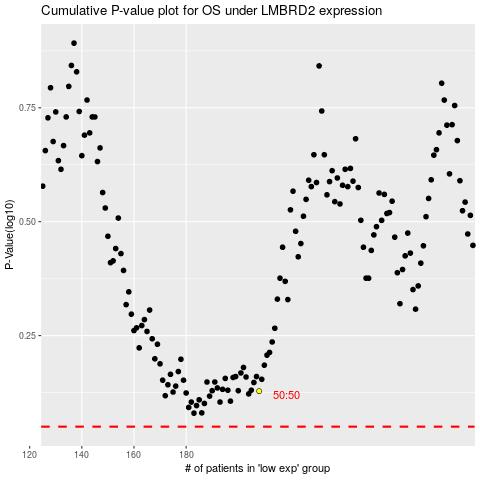 Cumulative P-value plot for OS under LMBRD2 expression
P-Value(log10)
0.75
0.50
0.25
50:50
120 140 160 180
# of patients in 'low exp' group